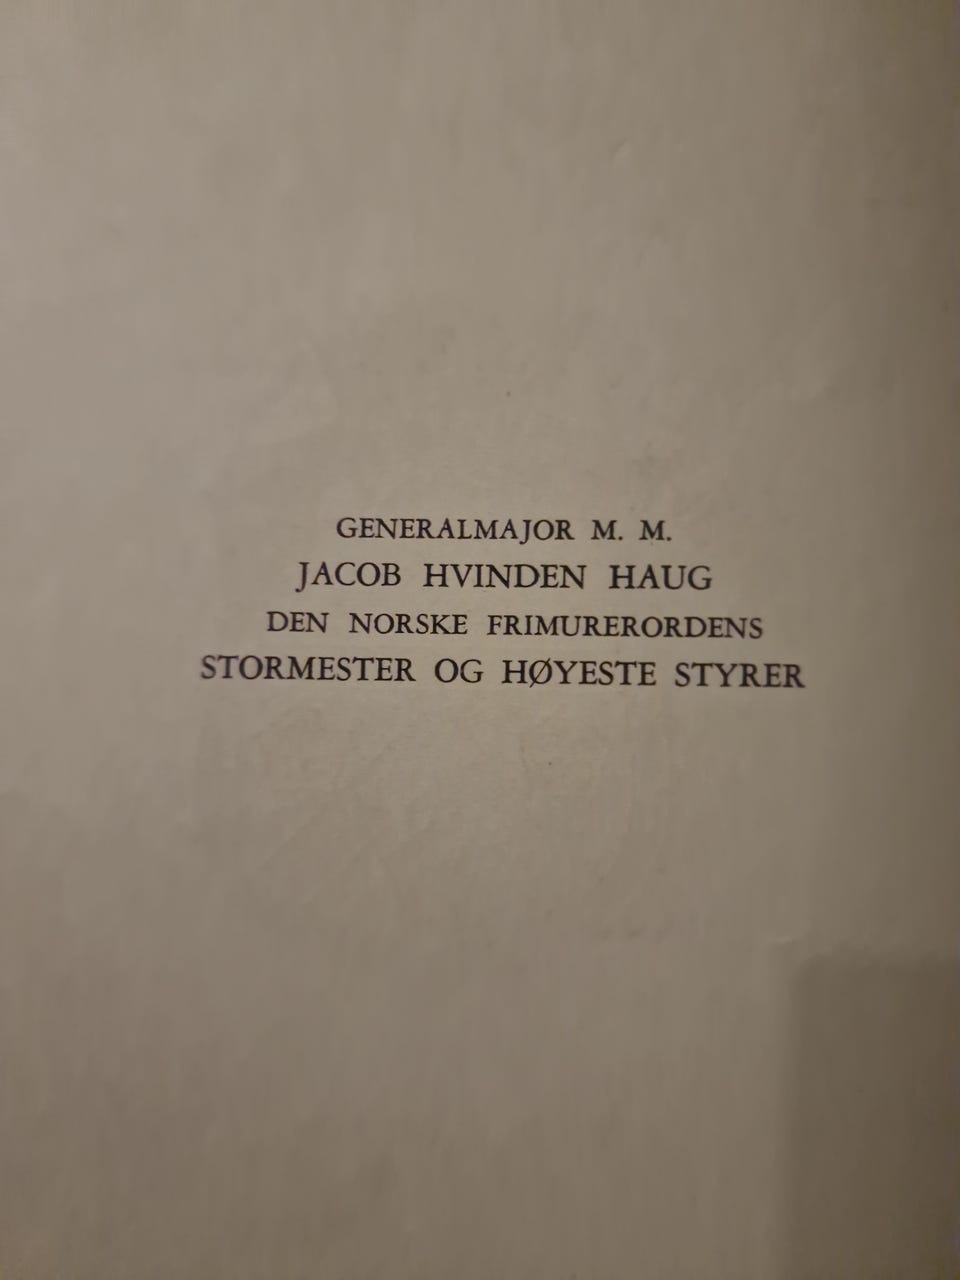 GENERALMAJOR M. M.
JACOB HVINDEN HAUG
DEN NORSKE FRIMURERORDENS
STORMESTER OG HØYESTE STYRER